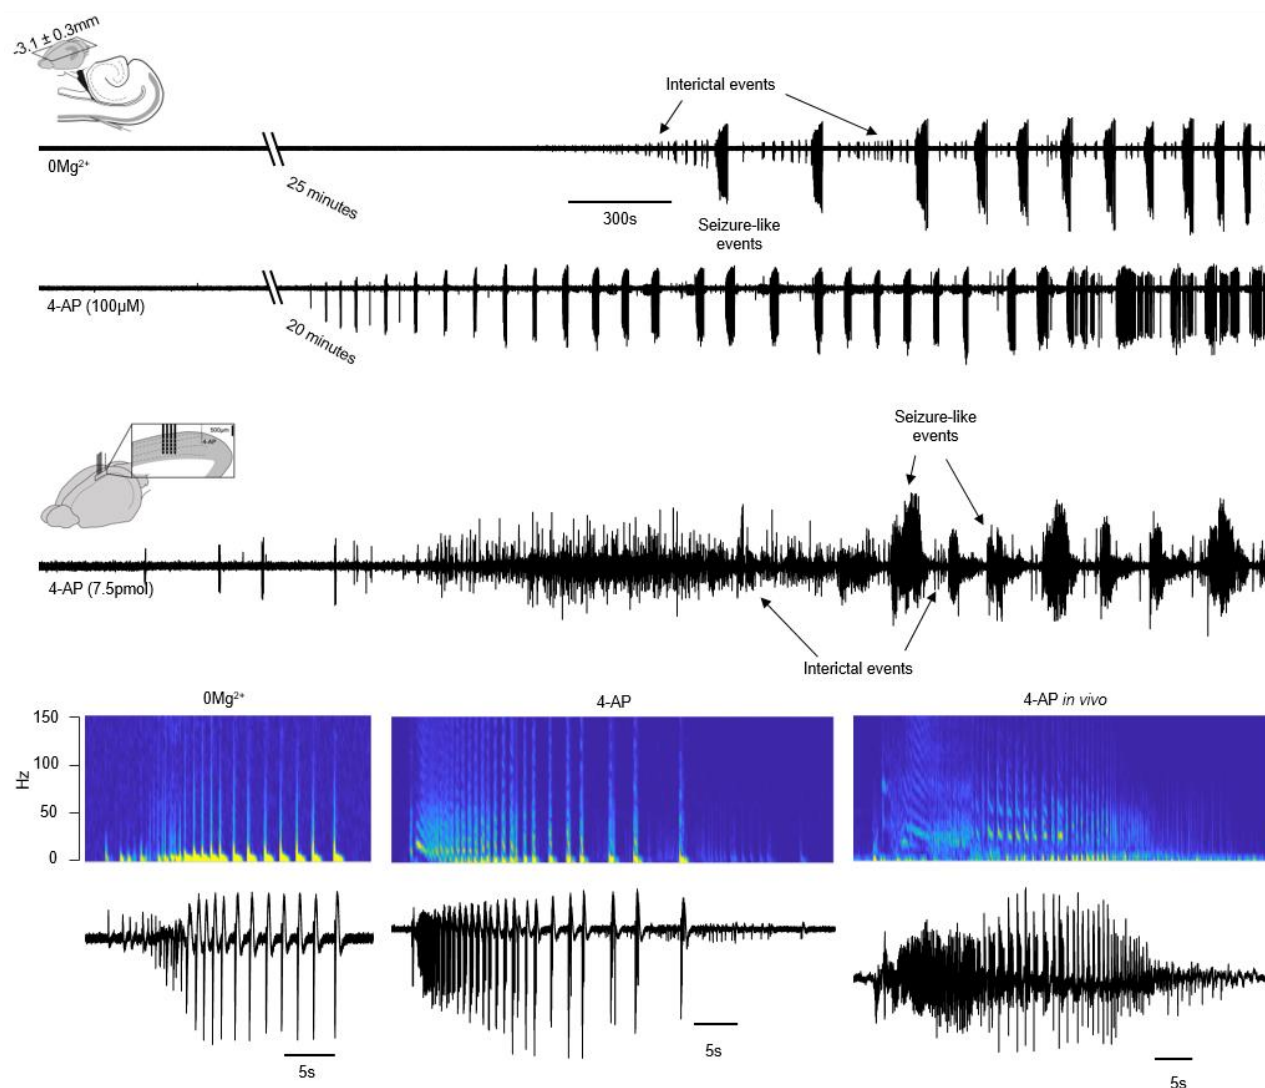 -3.1 ± 0.3mm
Interictal events
0Mg²⁺
25 minutes
300s
Seizure-like
events
4-AP (100µM)
20 minutes
Seizure-like
events
500µm
4-AP
4-AP (7.5pmol)
Interictal events
0Mg²⁺
4-AP
4-AP in vivo
150
100
50
0
Hz
5s
5s
5s